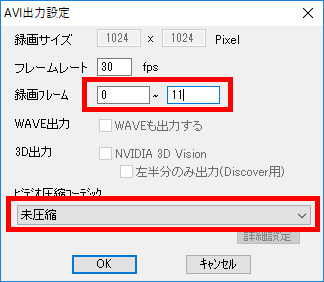 AVI出力設定
録画サイズ 1024 x 1024 Pixel
フレームレート 30 fps
録画フレーム 0 ~ 11
WAVE出力 WAVEも出力する
3D出力 NVIDIA 3D Vision
左半分のみ出力(Discover用)
ビデオ圧縮コーデック
未圧縮
詳細設定
OK キャンセル